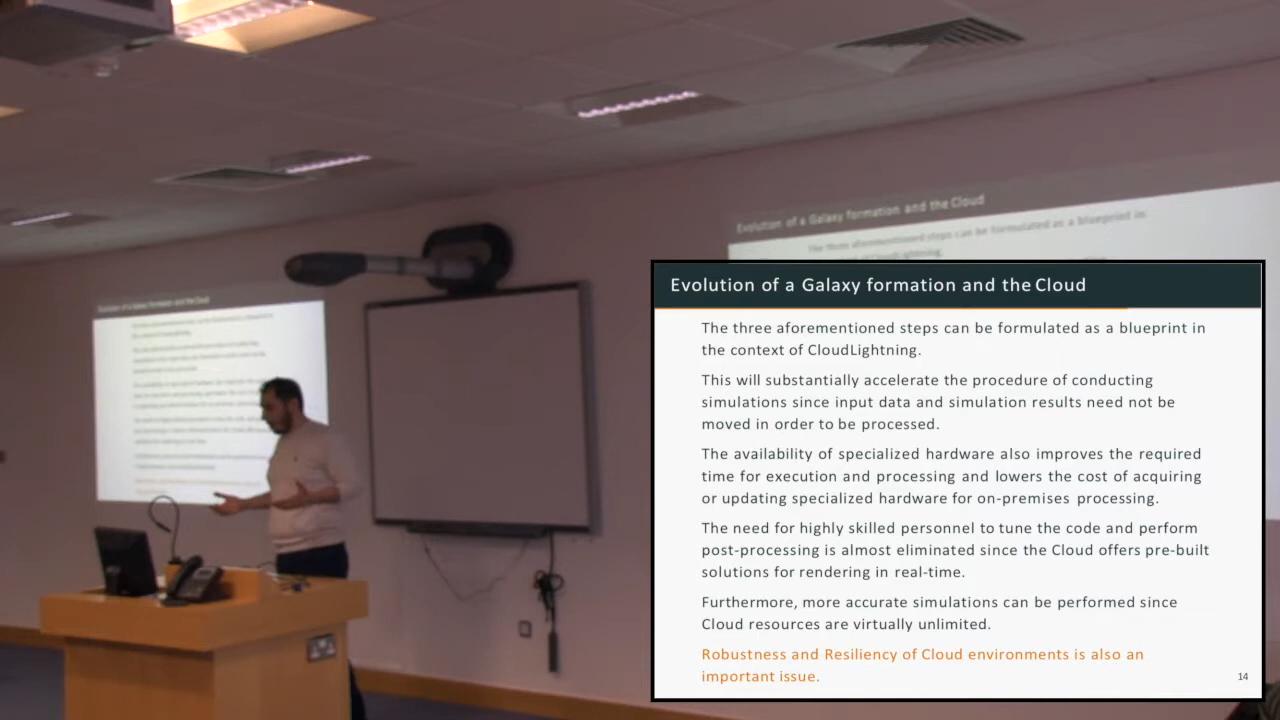 Evolution of a Galaxy formation and the Cloud
Evolution of a Galaxy formation and the Cloud
The three aforementioned steps can be formulated as a blueprint in
Evolution of a Galaxy formation and the Cloud
The three aforementioned steps can be formulated as a blueprint in
the context of CloudLightning.
This will substantially accelerate the procedure of conducting
simulations since input data and simulation results need not be
moved in order to be processed.
The availability of specialized hardware also improves the required
time for execution and processing and lowers the cost of acquiring
or updating specialized hardware for on-premises processing.
The need for highly skilled personnel to tune the code and perform
post-processing is almost eliminated since the Cloud offers pre-built
solutions for rendering in real-time.
Furthermore, more accurate simulations can be performed since
Cloud resources are virtually unlimited.
Robustness and Resiliency of Cloud environments is also an
important issue.
14